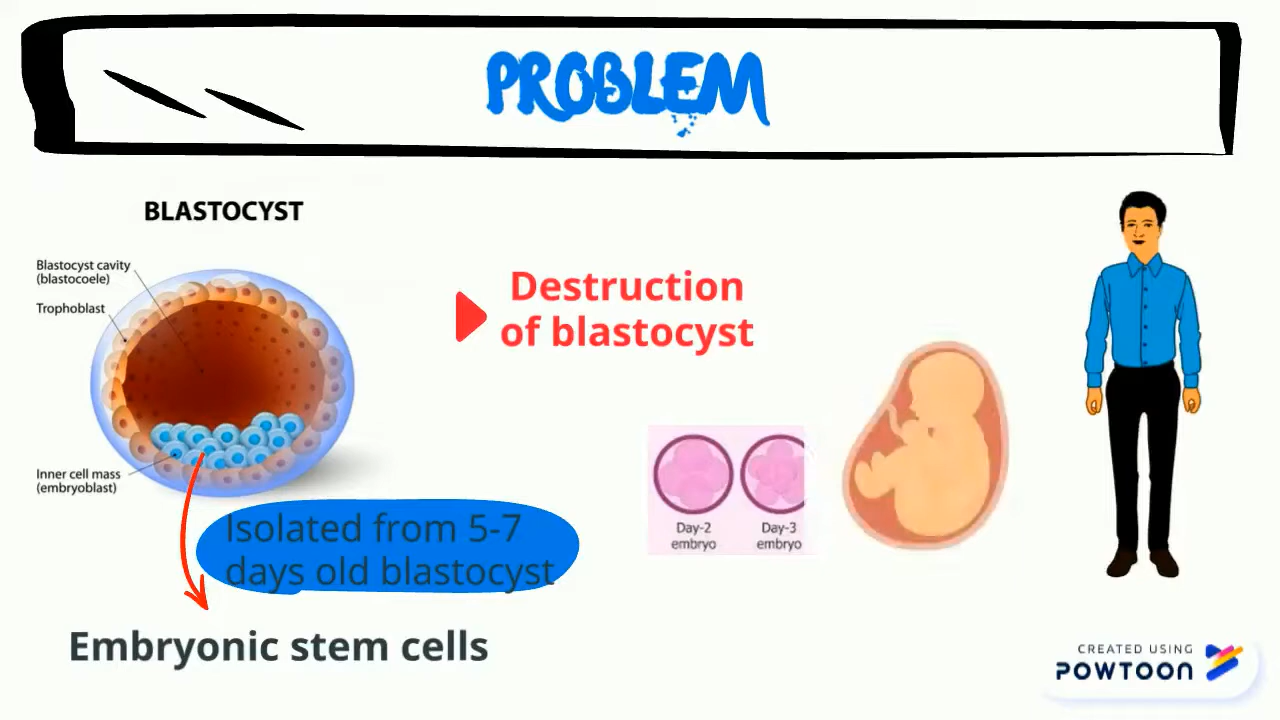 PROBLEM
BLASTOCYST
Blastocyst cavity
(blastocoele)
Trophoblast
Inner cell mass
(embryoblast)
Isolated from 5-7
days old blastocyst
Embryonic stem cells
Destruction
of blastocyst
Day-2
embryo
Day-3
embryo
CREATED USING
POWTOON